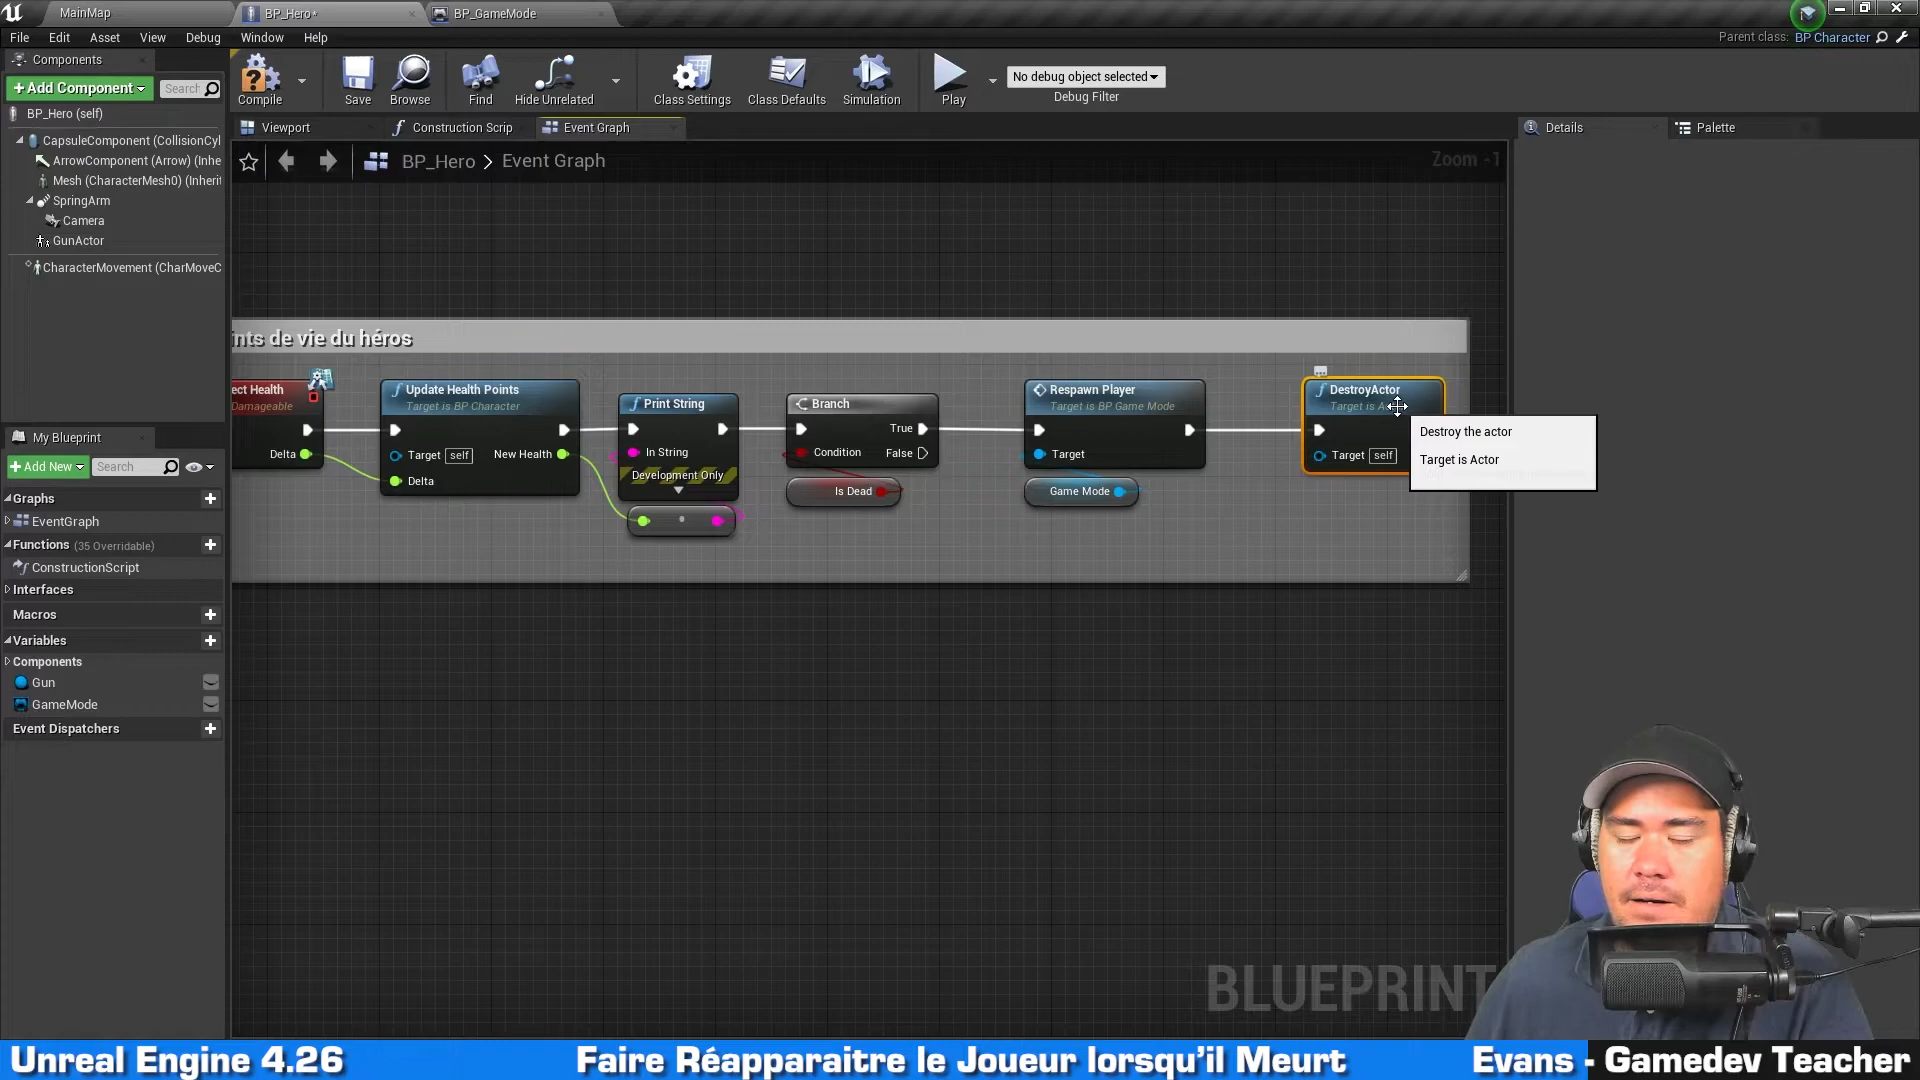 MainMap
BP_Hero*
BP_GameMode
File Edit Asset View Debug Window Help
Parent class: BP Character
Components
+Add Component
Search
BP_Hero (self)
CapsuleComponent (CollisionCyl
ArrowComponent (Arrow) (Inhe
Mesh (CharacterMesh0) (Inherit
SpringArm
Camera
GunActor
CharacterMovement (CharMoveC
Compile
Save
Browse
Find
Hide Unrelated
Class Settings
Class Defaults
Simulation
Play
No debug object selected
Debug Filter
Viewport
Construction Scrip
Event Graph
Details
Palette
BP_Hero > Event Graph
Zoom -1
ints de vie du héros
ect Health
Damageable
Delta
Update Health Points
Target is BP Character
Target self
New Health
Delta
Print String
In String
Development Only
Branch
True
Condition
False
Is Dead
Respawn Player
Target is BP Game Mode
Target
Game Mode
DestroyActor
Target is A
Target self
Destroy the actor
Target is Actor
My Blueprint
+Add New
Search
Graphs
EventGraph
Functions (35 Overridable)
ConstructionScript
Interfaces
Macros
Variables
Components
Gun
GameMode
Event Dispatchers
BLUEPRINT
Unreal Engine 4.26
Faire Réapparaitre le Joueur lorsqu'il Meurt
Evans - Gamedev Teacher